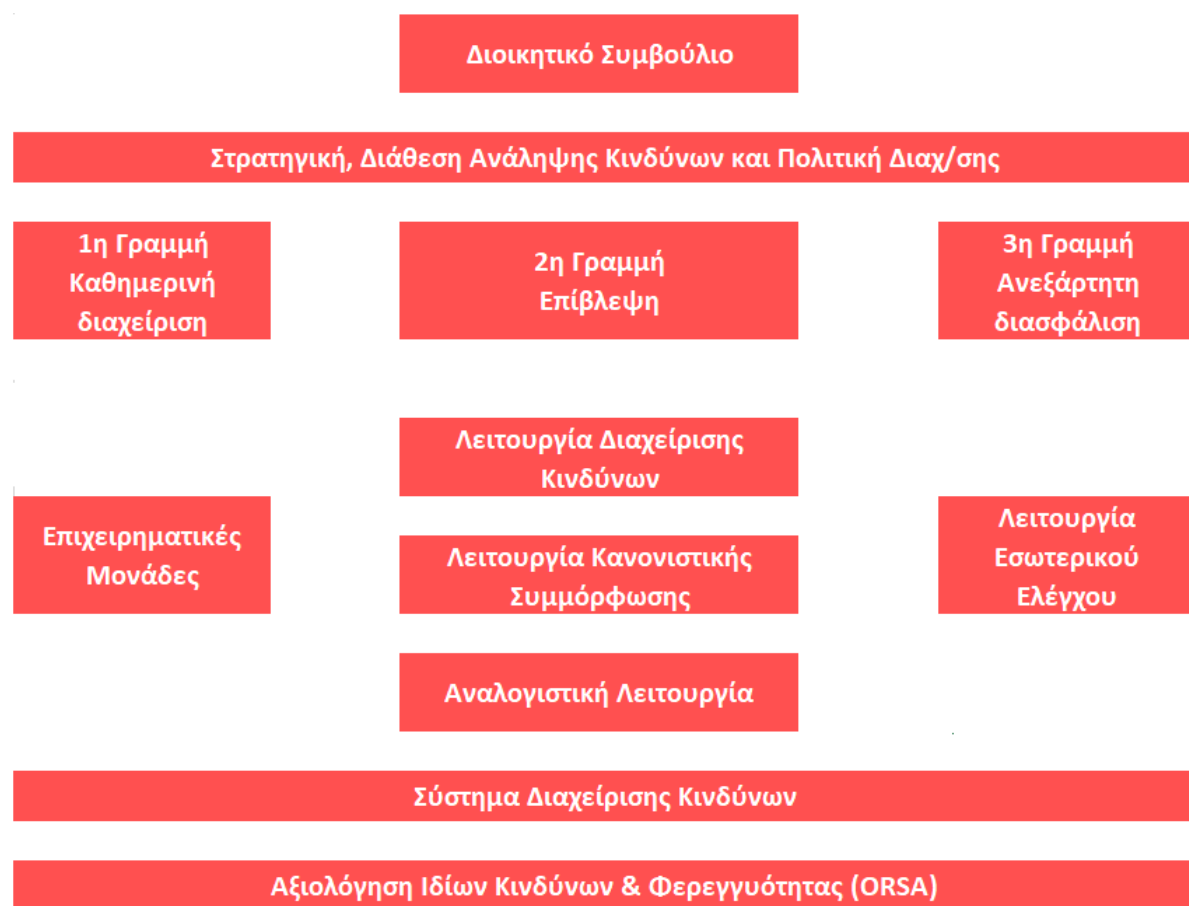 Διοικητικό Συμβούλιο
Στρατηγική, Διάθεση Ανάληψης Κινδύνων και Πολιτική Διαχ/σης
1η Γραμμή
Καθημερινή
διαχείριση
2η Γραμμή
Επίβλεψη
3η Γραμμή
Ανεξάρτητη
διασφάλιση
Επιχειρηματικές
Μονάδες
Λειτουργία Διαχείρισης
Κινδύνων
Λειτουργία Κανονιστικής
Συμμόρφωσης
Αναλογιστική Λειτουργία
Λειτουργία
Εσωτερικού
Ελέγχου
Σύστημα Διαχείρισης Κινδύνων
Αξιολόγηση Ιδίων Κινδύνων & Φερεγγυότητας (ORSA)